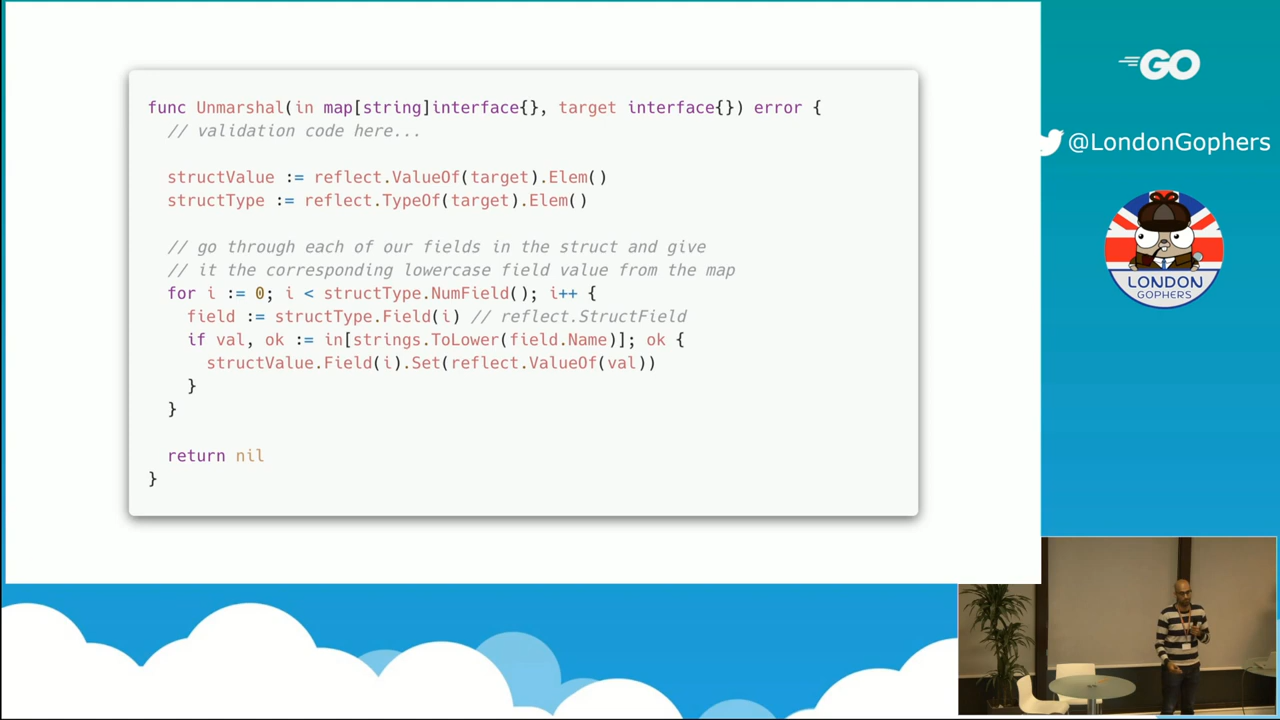 func Unmarshal(in map[string]interface{}, target interface{}) error {
// validation code here...
structValue := reflect.ValueOf(target).Elem()
structType := reflect.TypeOf(target).Elem()
// go through each of our fields in the struct and give
// it the corresponding lowercase field value from the map
for i := 0; i < structType.NumField(); i++ {
field := structType.Field(i) // reflect.StructField
if val, ok := in[strings.ToLower(field.Name)]; ok {
structValue.Field(i).Set(reflect.ValueOf(val))
}
}
return nil
}
GO
@LondonGophers
LONDON
GOPHERS